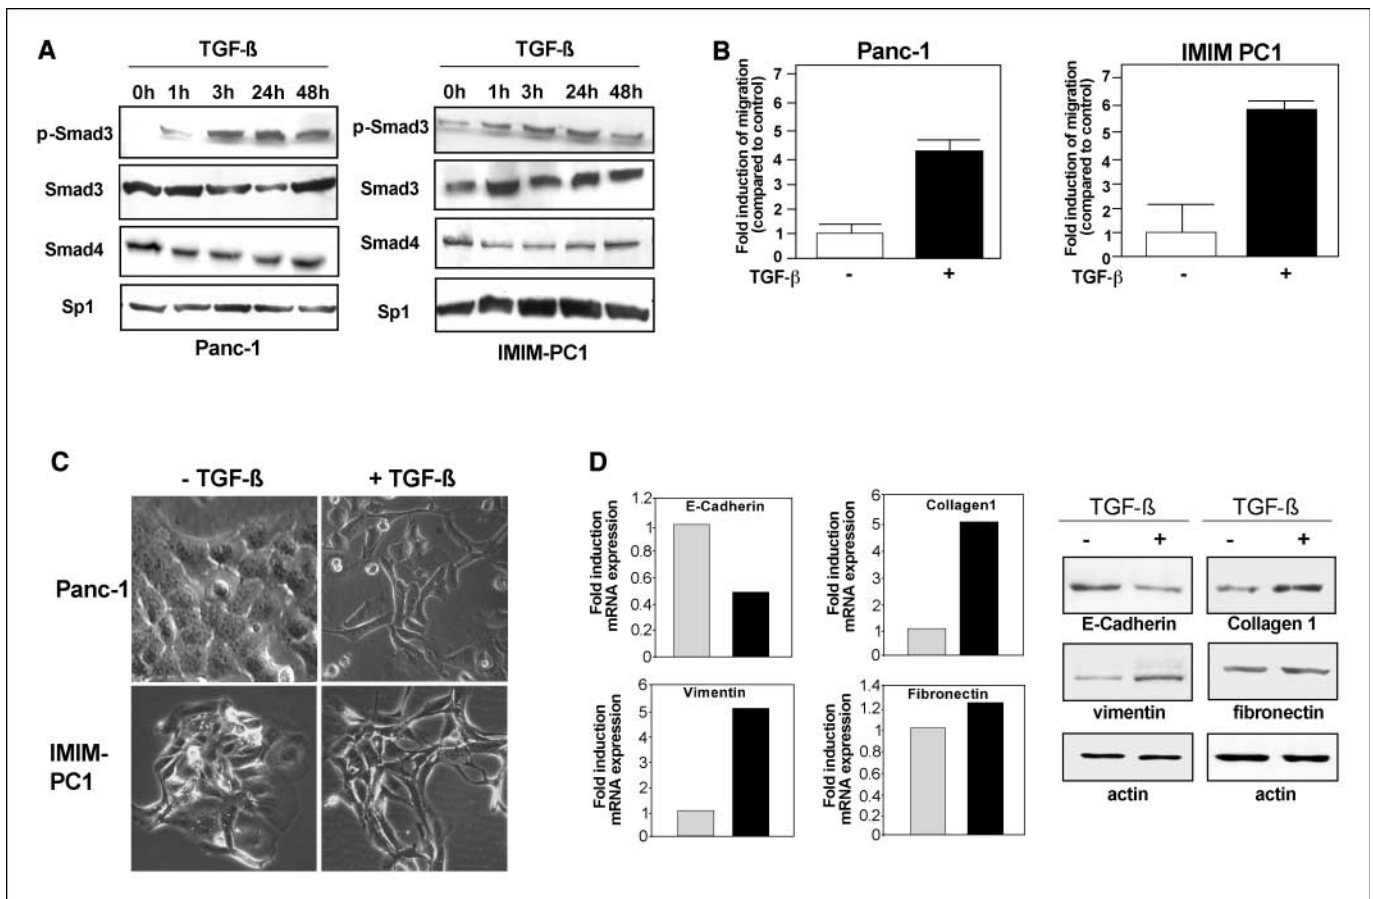 A
TGF-ß
0h 1h 3h 24h 48h
p-Smad3
Smad3
Smad4
Sp1
Panc-1
TGF-ß
0h 1h 3h 24h 48h
p-Smad3
Smad3
Smad4
Sp1
IMIM-PC1
B
Panc-1
Fold induction of migration
(compared to control)
7
6
5
4
3
2
1
0
TGF-β - +
IMIM PC1
Fold induction of migration
(compared to control)
7
6
5
4
3
2
1
0
TGF-β - +
C
- TGF-ß + TGF-ß
Panc-1
IMIM-
PC1
D
Fold induction
mRNA expression
E-Cadherin
1.2
1
0.8
0.6
0.4
0.2
0
Fold induction
mRNA expression
Collagen1
6
5
4
3
2
1
0
Fold induction
mRNA expression
Vimentin
6
5
4
3
2
1
0
Fold induction
mRNA expression
Fibronectin
1.4
1.2
1
0.8
0.6
0.4
0.2
0
TGF-ß TGF-ß
- + - +
E-Cadherin Collagen 1
vimentin fibronectin
actin actin